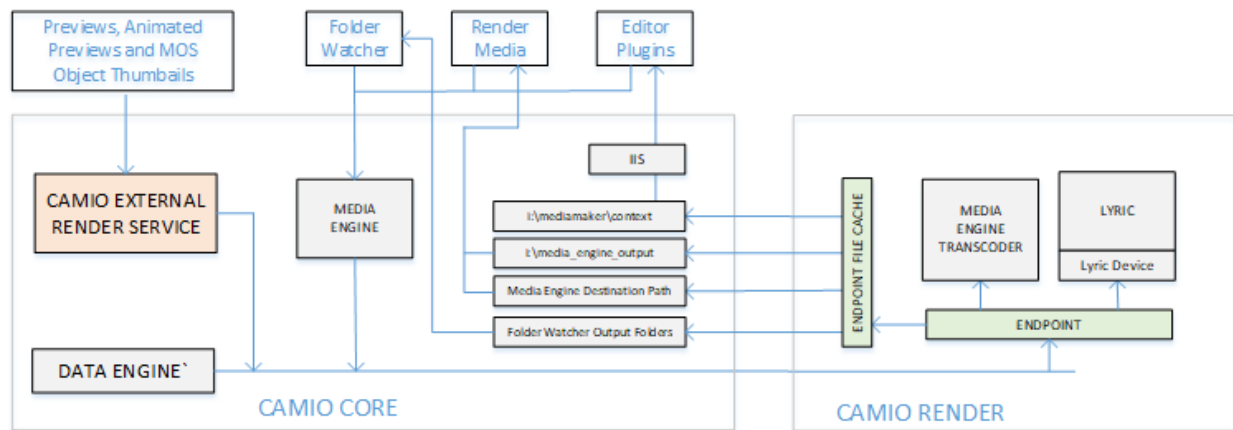 Previews, Animated
Previews and MOS
Object Thumbails
Folder
Watcher
Render
Media
Editor
Plugins
IIS
CAMIO EXTERNAL
RENDER SERVICE
MEDIA
ENGINE
I:\mediamaker\context
I:\media_engine_output
Media Engine Destination Path
Folder Watcher Output Folders
DATA ENGINE`
CAMIO CORE
ENDPOINT FILE CACHE
MEDIA
ENGINE
TRANSCODER
LYRIC
Lyric Device
ENDPOINT
CAMIO RENDER